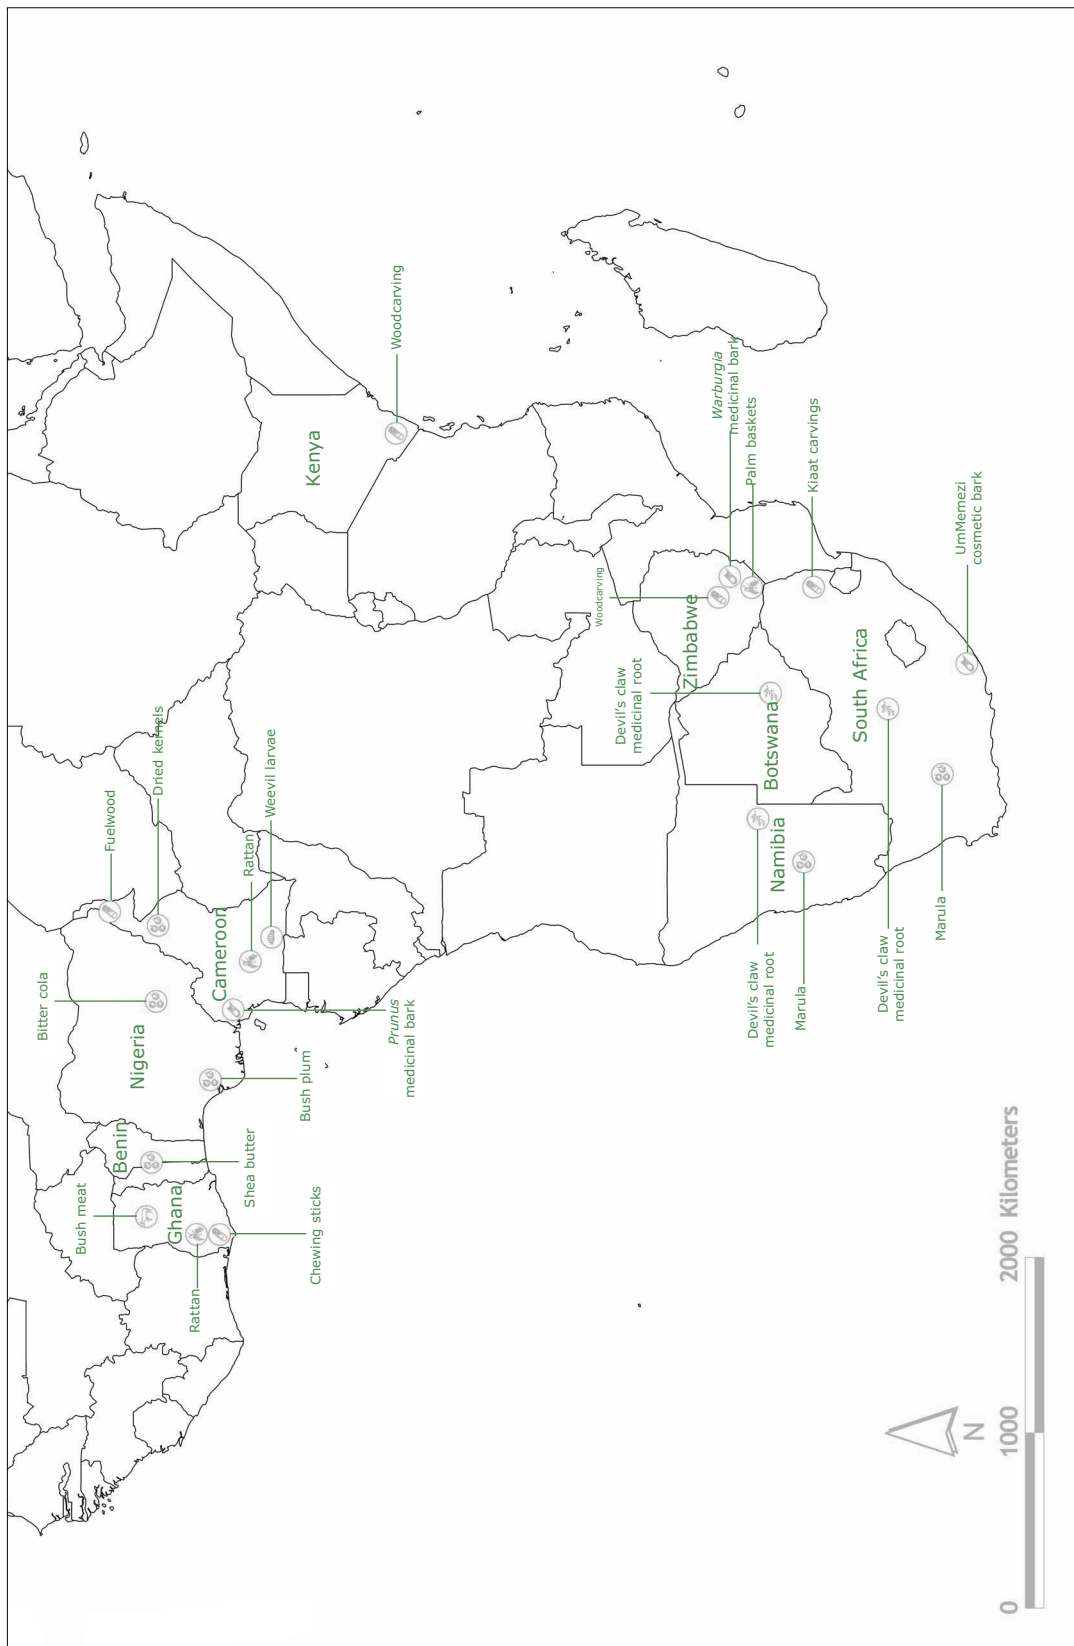 Bush meat
Bitter cola
Fuelwood
Dried kernels
Rattan
Ghana
Benin
Nigeria
Cameroon
Rattan
Weevil larvae
Chewing sticks
Shea butter
Bush plum
Prunus
medicinal bark
Kenya
Woodcarving
Devil's claw
medicinal root
Woodcarving
Zimbabwe
Warburgia
medicinal bark
Palm baskets
Kiaat carvings
Namibia
Botswana
South Africa
Devil's claw
medicinal root
Marula
Devil's claw
medicinal root
Marula
UmMemezi
cosmetic bark
N
0
1000
2000 Kilometers